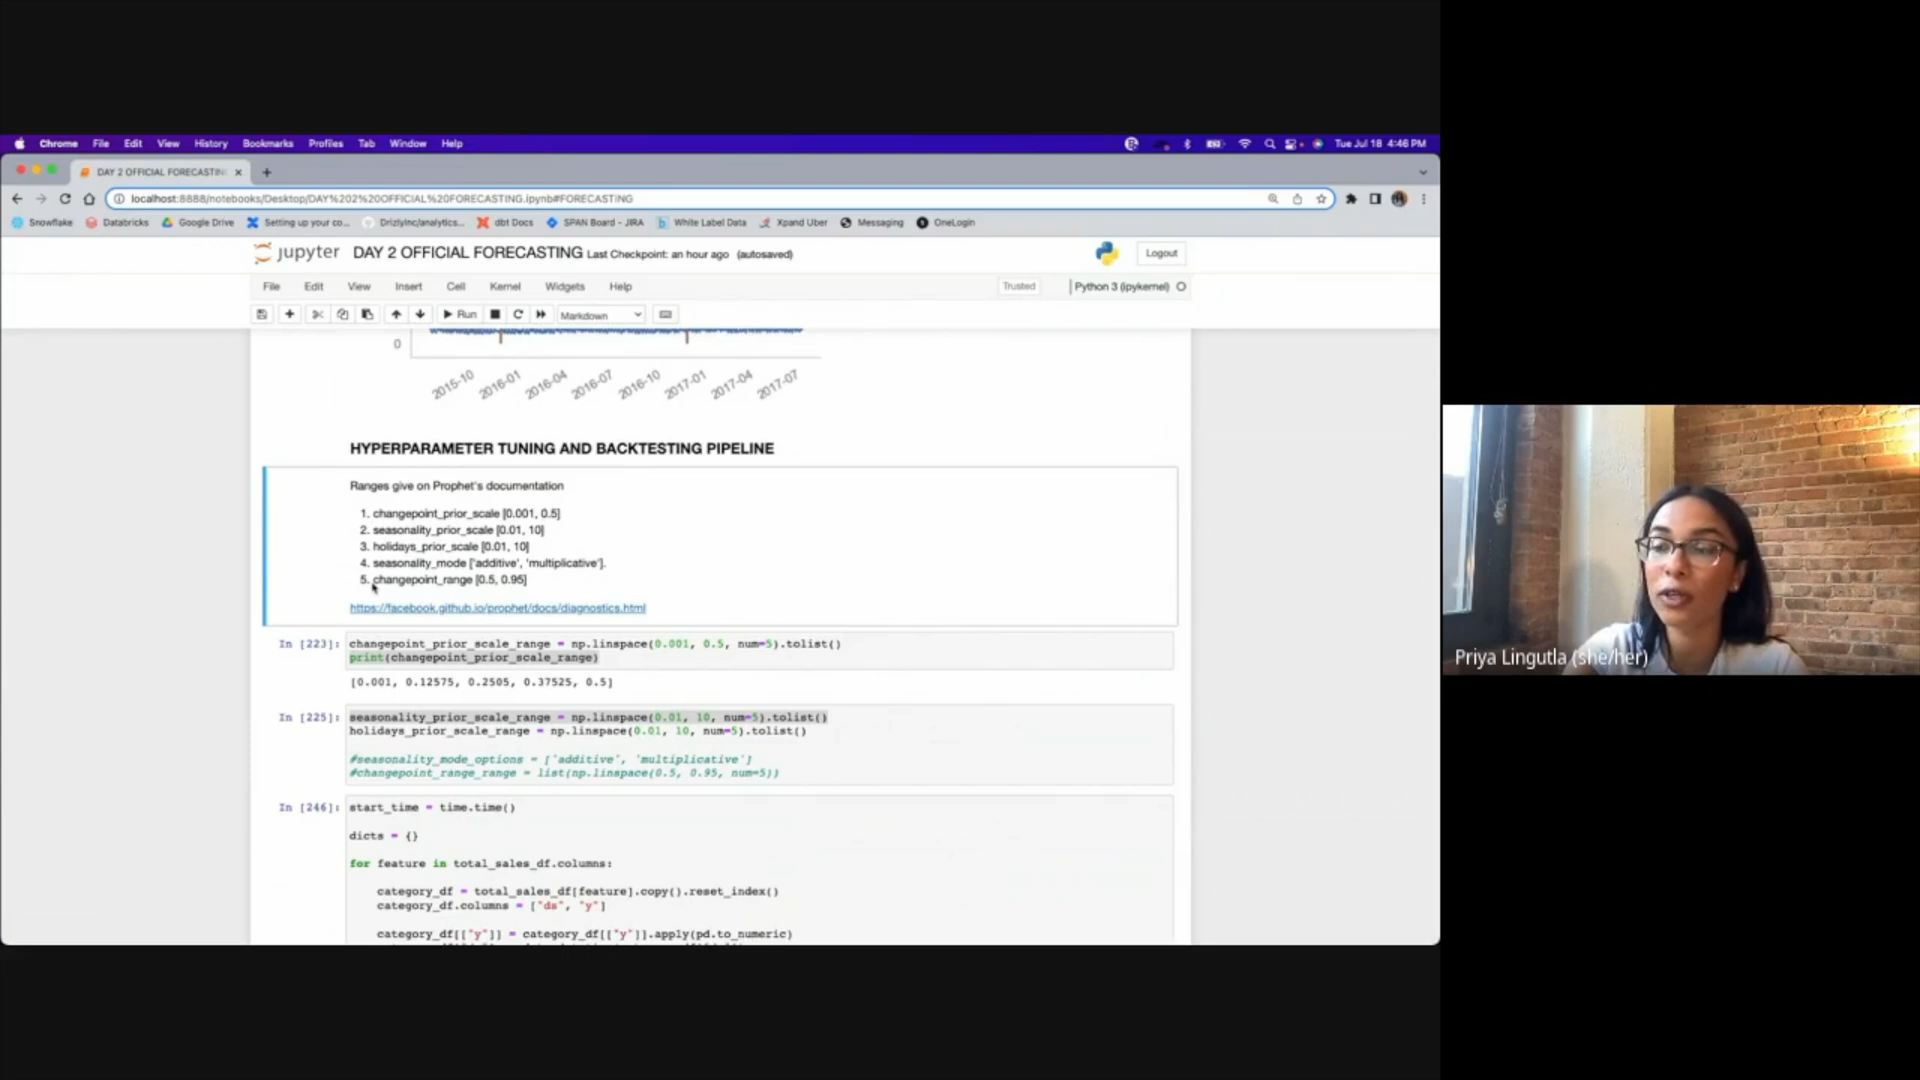 Chrome File Edit View History Bookmarks Profiles Tab Window Help Tue Jul 18 4:46 PM
DAY 2 OFFICIAL FORECASTIN
localhost:8888/notebooks/Desktop/DAY%202%20OFFICIAL%20FORECASTING.ipynb#FORECASTING
Snowflake Databricks Google Drive Setting up your co... DrizlyInc/analytics... dbt Docs SPAN Board - JIRA White Label Data Xpand Uber Messaging OneLogin
jupyter DAY 2 OFFICIAL FORECASTING Last Checkpoint: an hour ago (autosaved) Logout
File Edit View Insert Cell Kernel Widgets Help Trusted Python 3 (ipykernel)
Run Markdown
0
2015-10 2016-01 2016-04 2016-07 2016-10 2017-01 2017-04 2017-07
HYPERPARAMETER TUNING AND BACKTESTING PIPELINE
Ranges give on Prophet's documentation
1. changepoint_prior_scale [0.001, 0.5]
2. seasonality_prior_scale [0.01, 10]
3. holidays_prior_scale [0.01, 10]
4. seasonality_mode ['additive', 'multiplicative'].
5. changepoint_range [0.5, 0.95]
https://facebook.github.io/prophet/docs/diagnostics.html
In [223]: changepoint_prior_scale_range = np.linspace(0.001, 0.5, num=5).tolist()
print(changepoint_prior_scale_range)
[0.001, 0.12575, 0.2505, 0.37525, 0.5]
In [225]: seasonality_prior_scale_range = np.linspace(0.01, 10, num=5).tolist()
holidays_prior_scale_range = np.linspace(0.01, 10, num=5).tolist()
#seasonality_mode_options = ['additive', 'multiplicative']
#changepoint_range_range = list(np.linspace(0.5, 0.95, num=5))
In [246]: start_time = time.time()
dicts = {}
for feature in total_sales_df.columns:
category_df = total_sales_df[feature].copy().reset_index()
category_df.columns = ["ds", "y"]
category_df[["y"]] = category_df[["y"]].apply(pd.to_numeric)
Priya Lingutla (she/her)